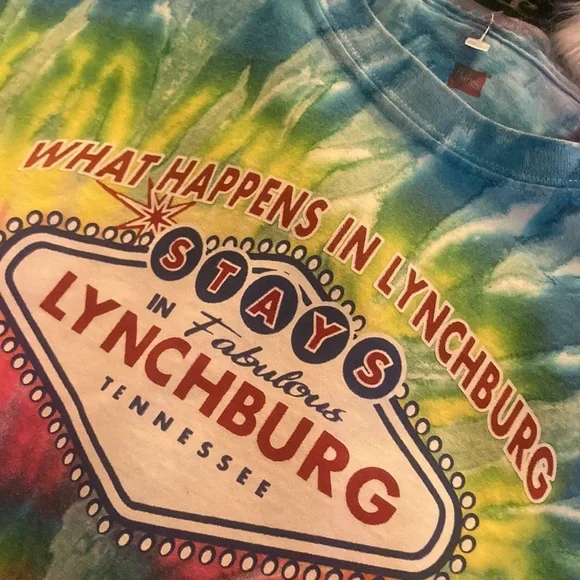 WHAT HAPPENS IN LYNCHBURG
STAYS
IN Fabulous
LYNCHBURG
TENNESSEE